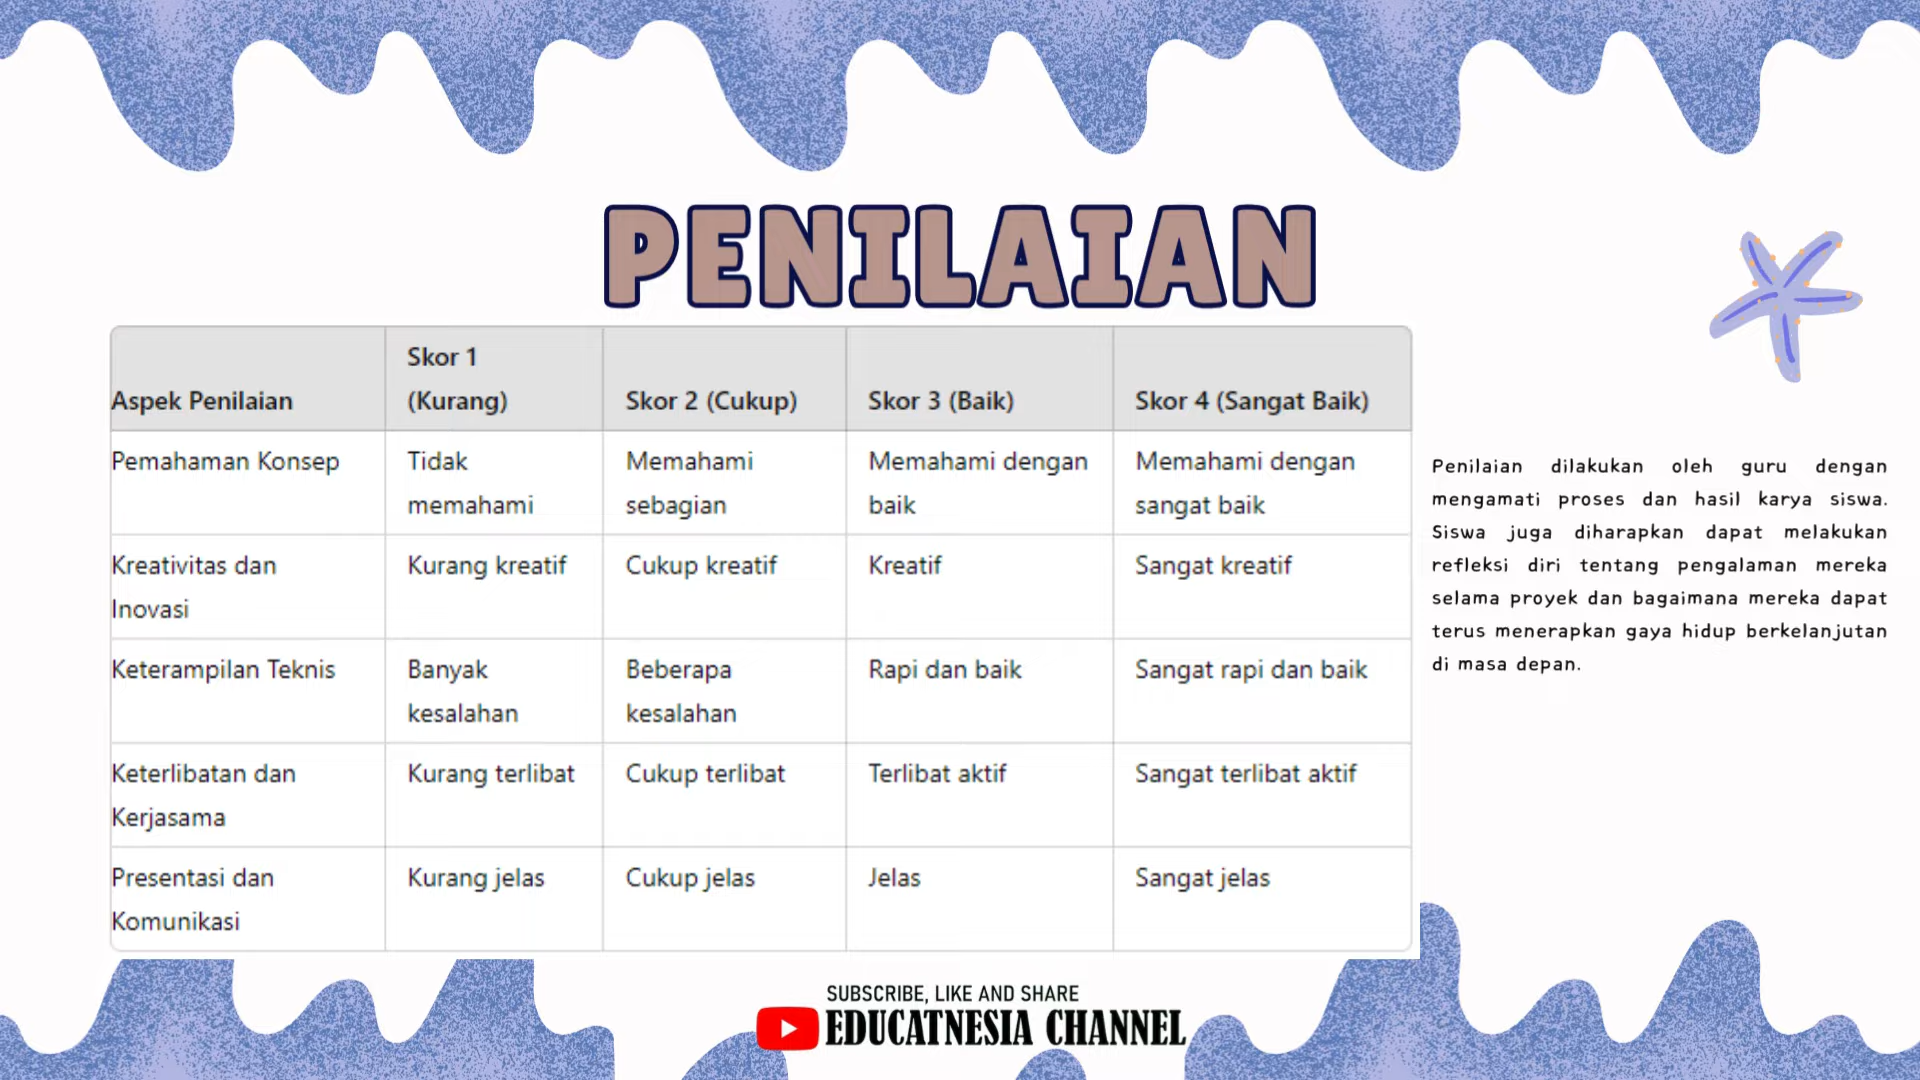 PENILAIAN
Aspek Penilaian
Skor 1
(Kurang)
Skor 2 (Cukup)
Skor 3 (Baik)
Skor 4 (Sangat Baik)
Pemahaman Konsep
Tidak
memahami
Memahami
sebagian
Memahami dengan
baik
Memahami dengan
sangat baik
Kreativitas dan
Inovasi
Kurang kreatif
Cukup kreatif
Kreatif
Sangat kreatif
Keterampilan Teknis
Banyak
kesalahan
Beberapa
kesalahan
Rapi dan baik
Sangat rapi dan baik
Keterlibatan dan
Kerjasama
Kurang terlibat
Cukup terlibat
Terlibat aktif
Sangat terlibat aktif
Presentasi dan
Komunikasi
Kurang jelas
Cukup jelas
Jelas
Sangat jelas
Penilaian dilakukan oleh guru dengan
mengamati proses dan hasil karya siswa.
Siswa juga diharapkan dapat melakukan
refleksi diri tentang pengalaman mereka
selama proyek dan bagaimana mereka dapat
terus menerapkan gaya hidup berkelanjutan
di masa depan.
SUBSCRIBE, LIKE AND SHARE
EDUCATNESIA CHANNEL